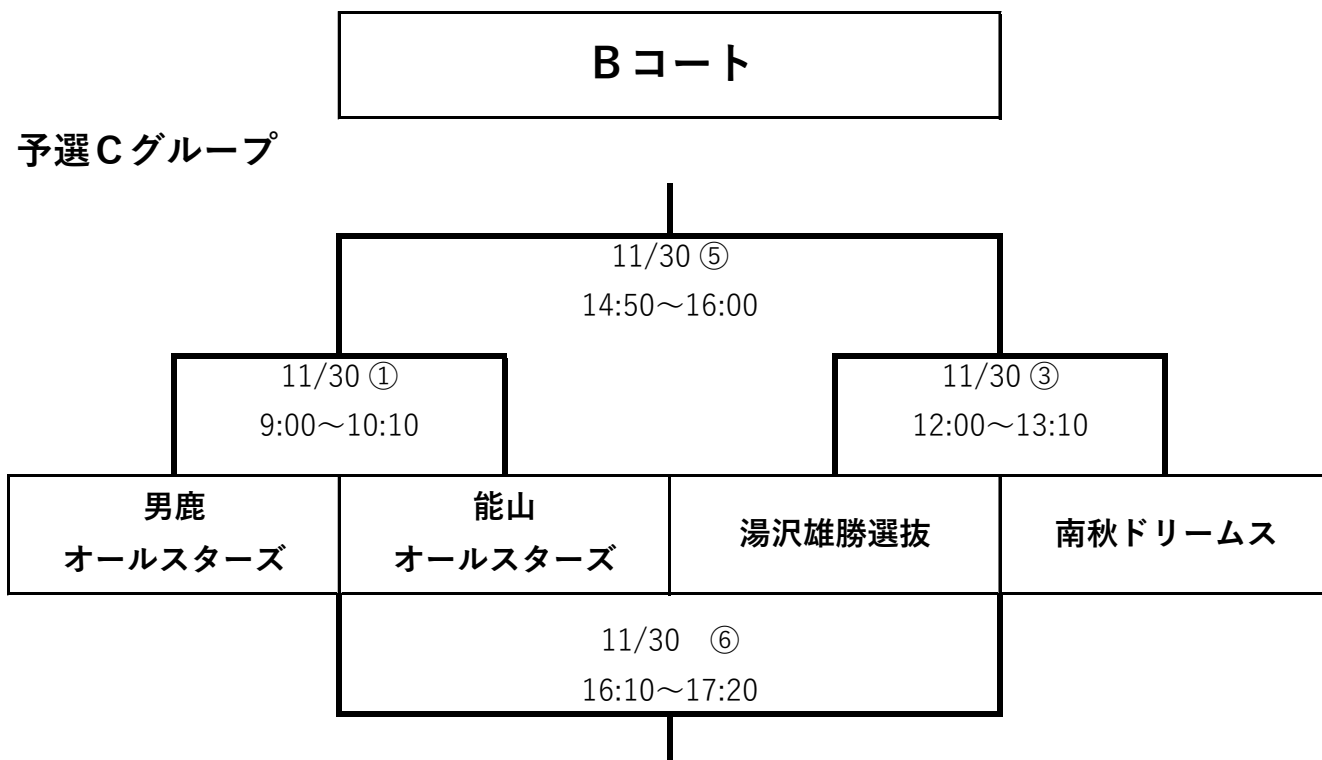 Bコート
予選Cグループ
11/30 ⑤
14:50～16:00
11/30 ①
9:00～10:10
11/30 ③
12:00～13:10
男鹿
オールスターズ
能山
オールスターズ
湯沢雄勝選抜
南秋ドリームス
11/30　⑥
16:10～17:20